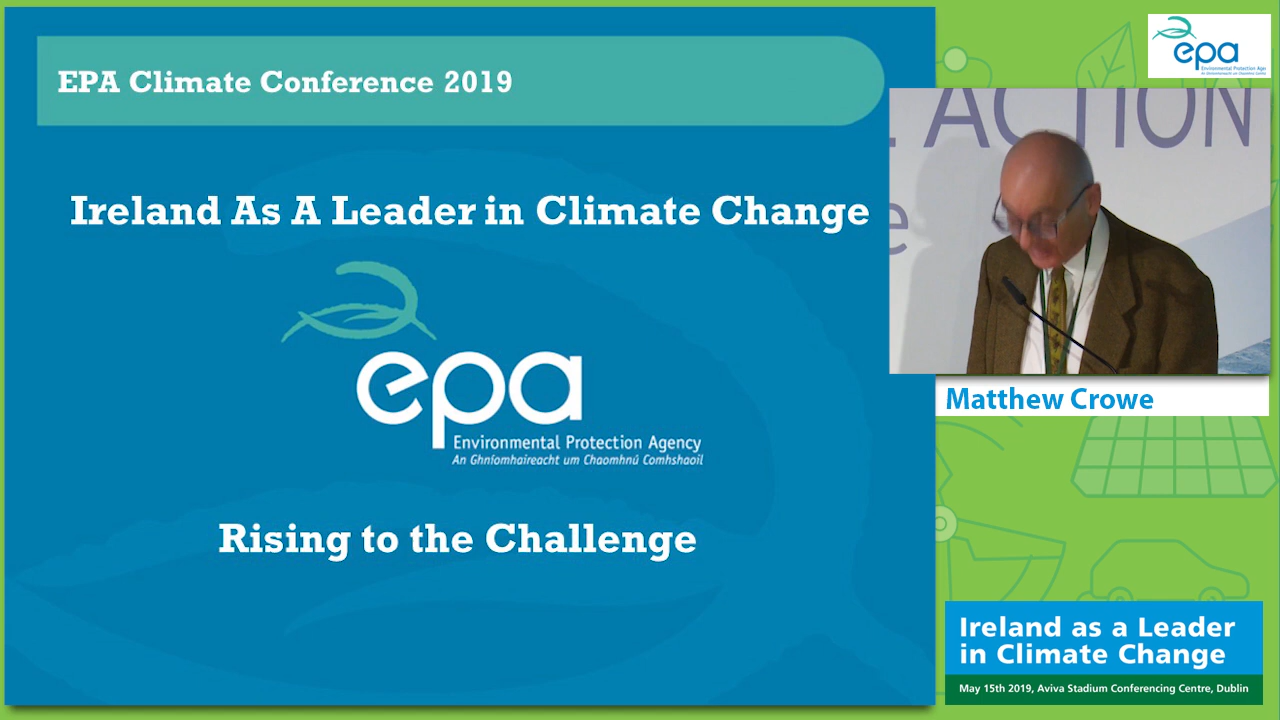 EPA Climate Conference 2019
Ireland As A Leader in Climate Change
epa
Environmental Protection Agency
An Ghníomhaireacht um Chaomhnú Comhshaoil
Rising to the Challenge
epa
ACTION
e
Matthew Crowe
Ireland as a Leader
in Climate Change
May 15th 2019, Aviva Stadium Conferencing Centre, Dublin